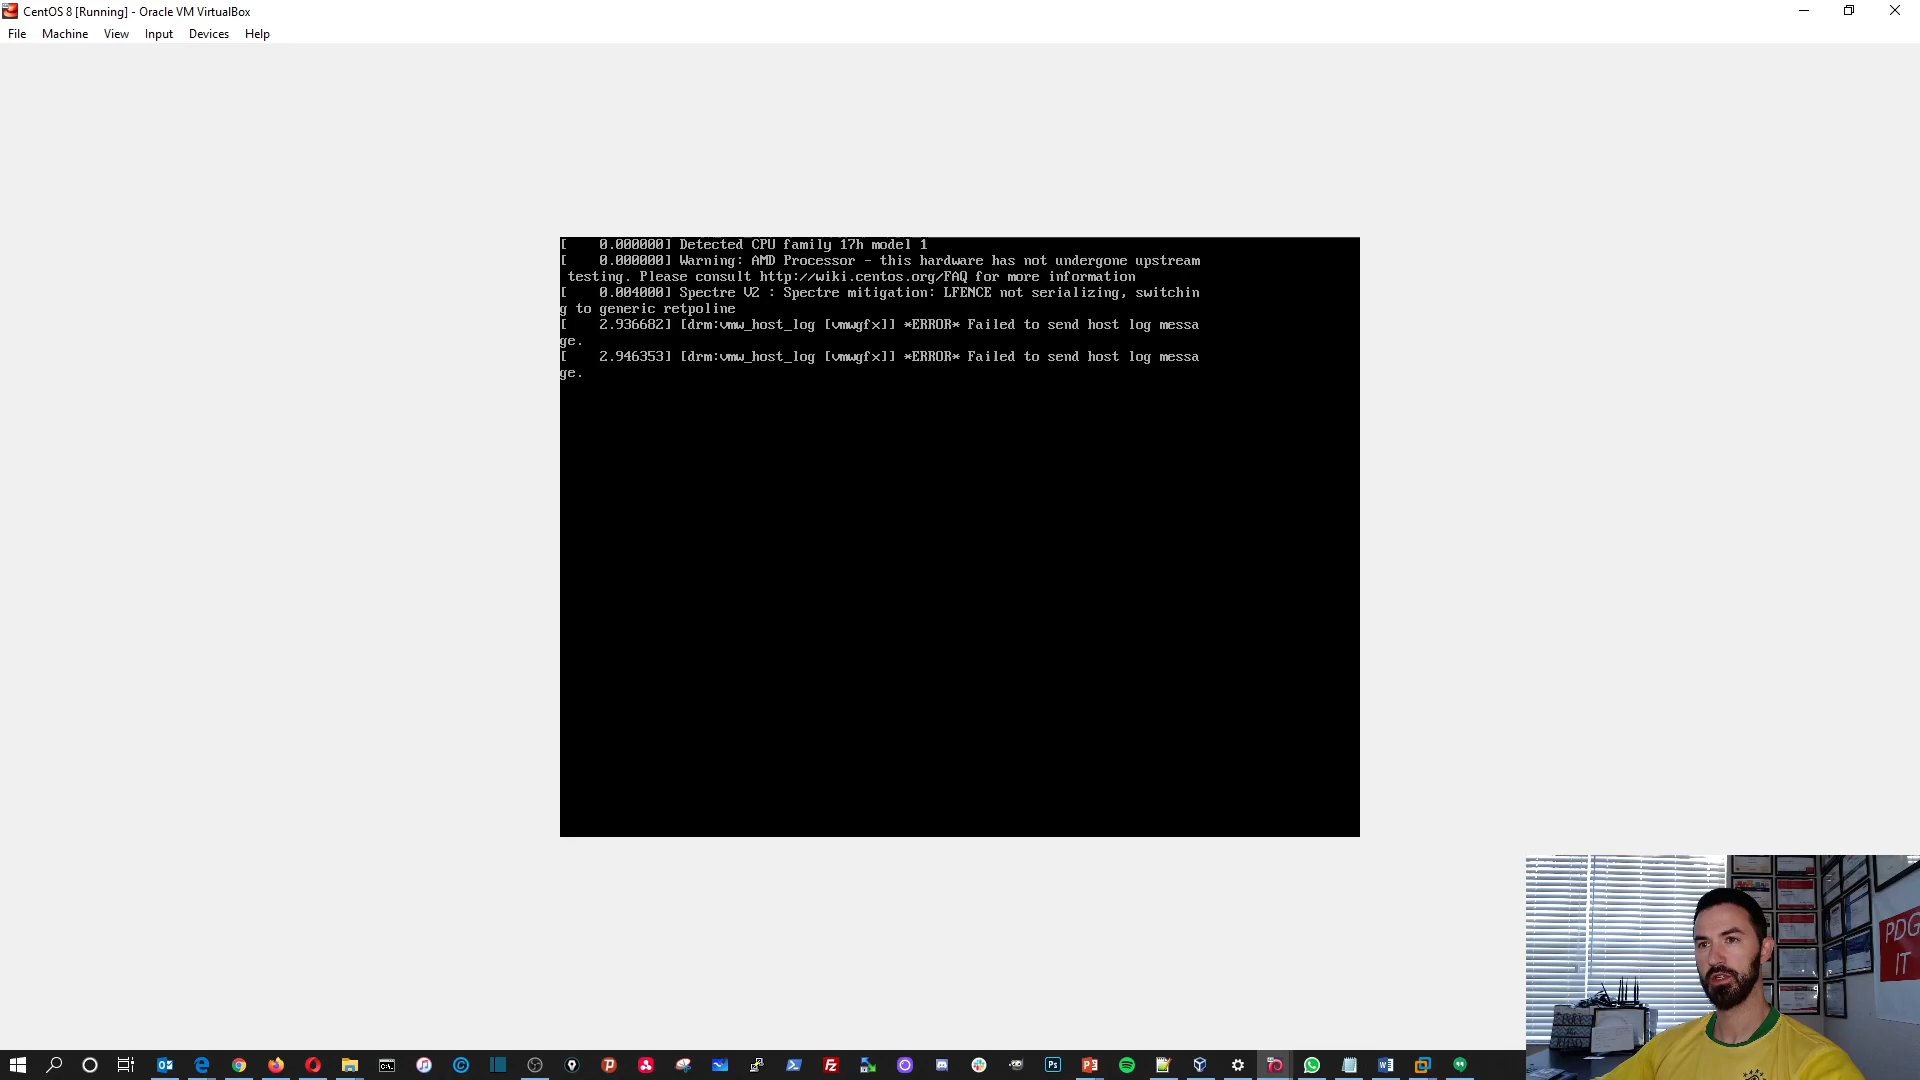 CentOS 8 [Running] - Oracle VM VirtualBox
File Machine View Input Devices Help
[    0.000000] Detected CPU family 17h model 1
[    0.000000] Warning: AMD Processor - this hardware has not undergone upstream
testing. Please consult http://wiki.centos.org/FAQ for more information
[    0.004000] Spectre V2 : Spectre mitigation: LFENCE not serializing, switchin
g to generic retpoline
[    2.936682] [drm:vmw_host_log [vmwgfx]] *ERROR* Failed to send host log messa
ge.
[    2.946353] [drm:vmw_host_log [vmwgfx]] *ERROR* Failed to send host log messa
ge.
PDG
IT